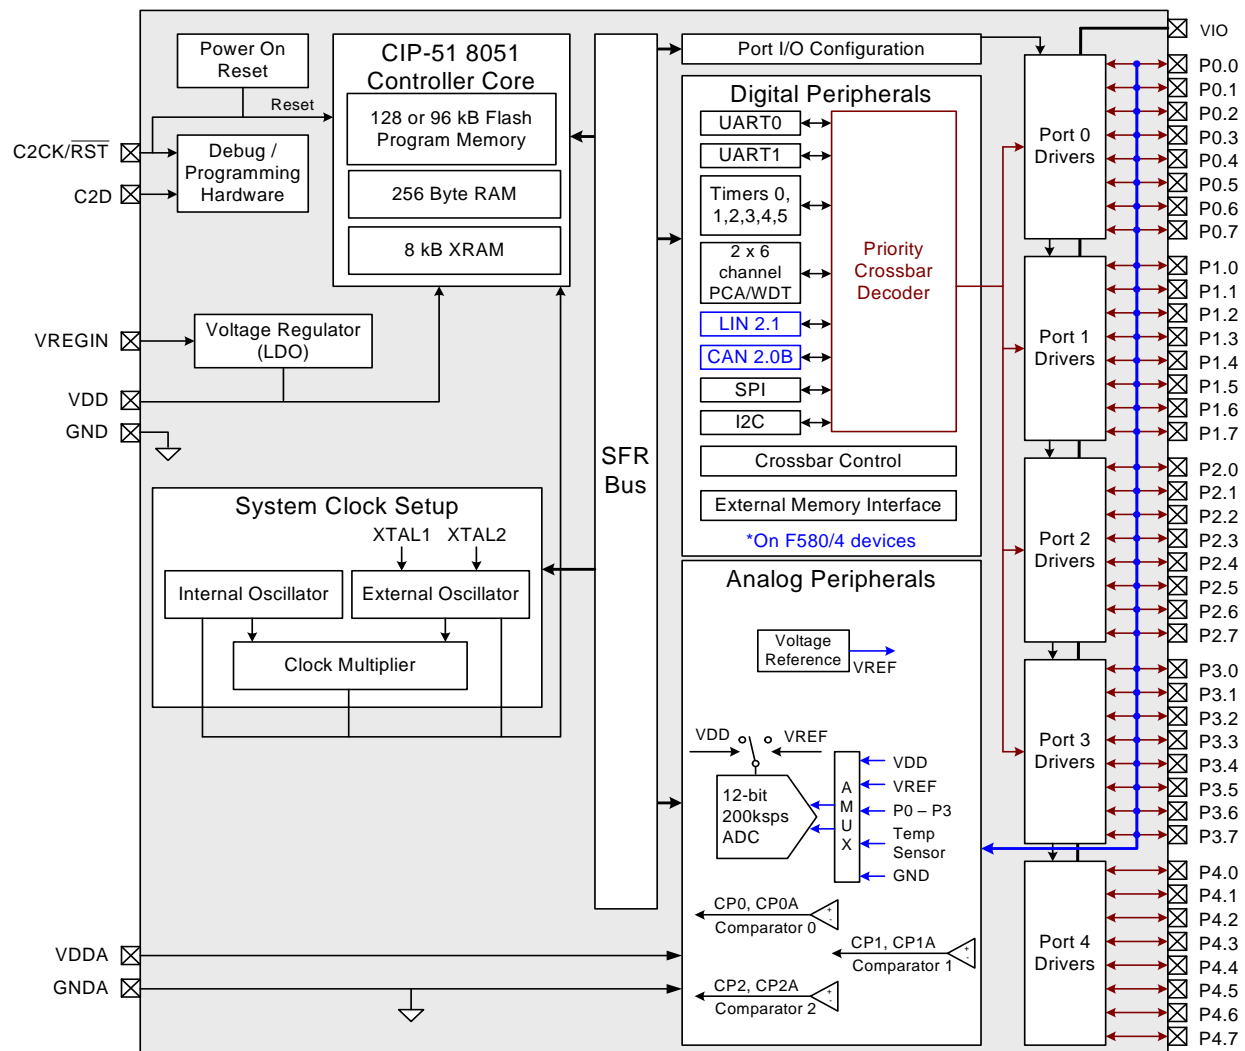 Power On
Reset
CIP-51 8051
Controller Core
128 or 96 kB Flash
Program Memory
256 Byte RAM
8 kB XRAM
Reset
C2CK/RST
C2D
Debug /
Programming
Hardware
VREGIN
Voltage Regulator
(LDO)
VDD
GND
System Clock Setup
XTAL1
XTAL2
Internal Oscillator
External Oscillator
Clock Multiplier
VDDA
GNDA
SFR
Bus
Port I/O Configuration
Digital Peripherals
UART0
UART1
Timers 0,
1,2,3,4,5
2 x 6
channel
PCA/WDT
LIN 2.1
CAN 2.0B
SPI
I2C
Priority
Crossbar
Decoder
Crossbar Control
External Memory Interface
*On F580/4 devices
Analog Peripherals
Voltage
Reference
VREF
VDD
VREF
12-bit
200ksps
ADC
A
M
U
X
VDD
VREF
P0 – P3
Temp
Sensor
GND
CP0, CP0A
+
-
Comparator 0
CP1, CP1A
+
-
Comparator 1
CP2, CP2A
+
-
Comparator 2
Port 0
Drivers
Port 1
Drivers
Port 2
Drivers
Port 3
Drivers
Port 4
Drivers
VIO
P0.0
P0.1
P0.2
P0.3
P0.4
P0.5
P0.6
P0.7
P1.0
P1.1
P1.2
P1.3
P1.4
P1.5
P1.6
P1.7
P2.0
P2.1
P2.2
P2.3
P2.4
P2.5
P2.6
P2.7
P3.0
P3.1
P3.2
P3.3
P3.4
P3.5
P3.6
P3.7
P4.0
P4.1
P4.2
P4.3
P4.4
P4.5
P4.6
P4.7